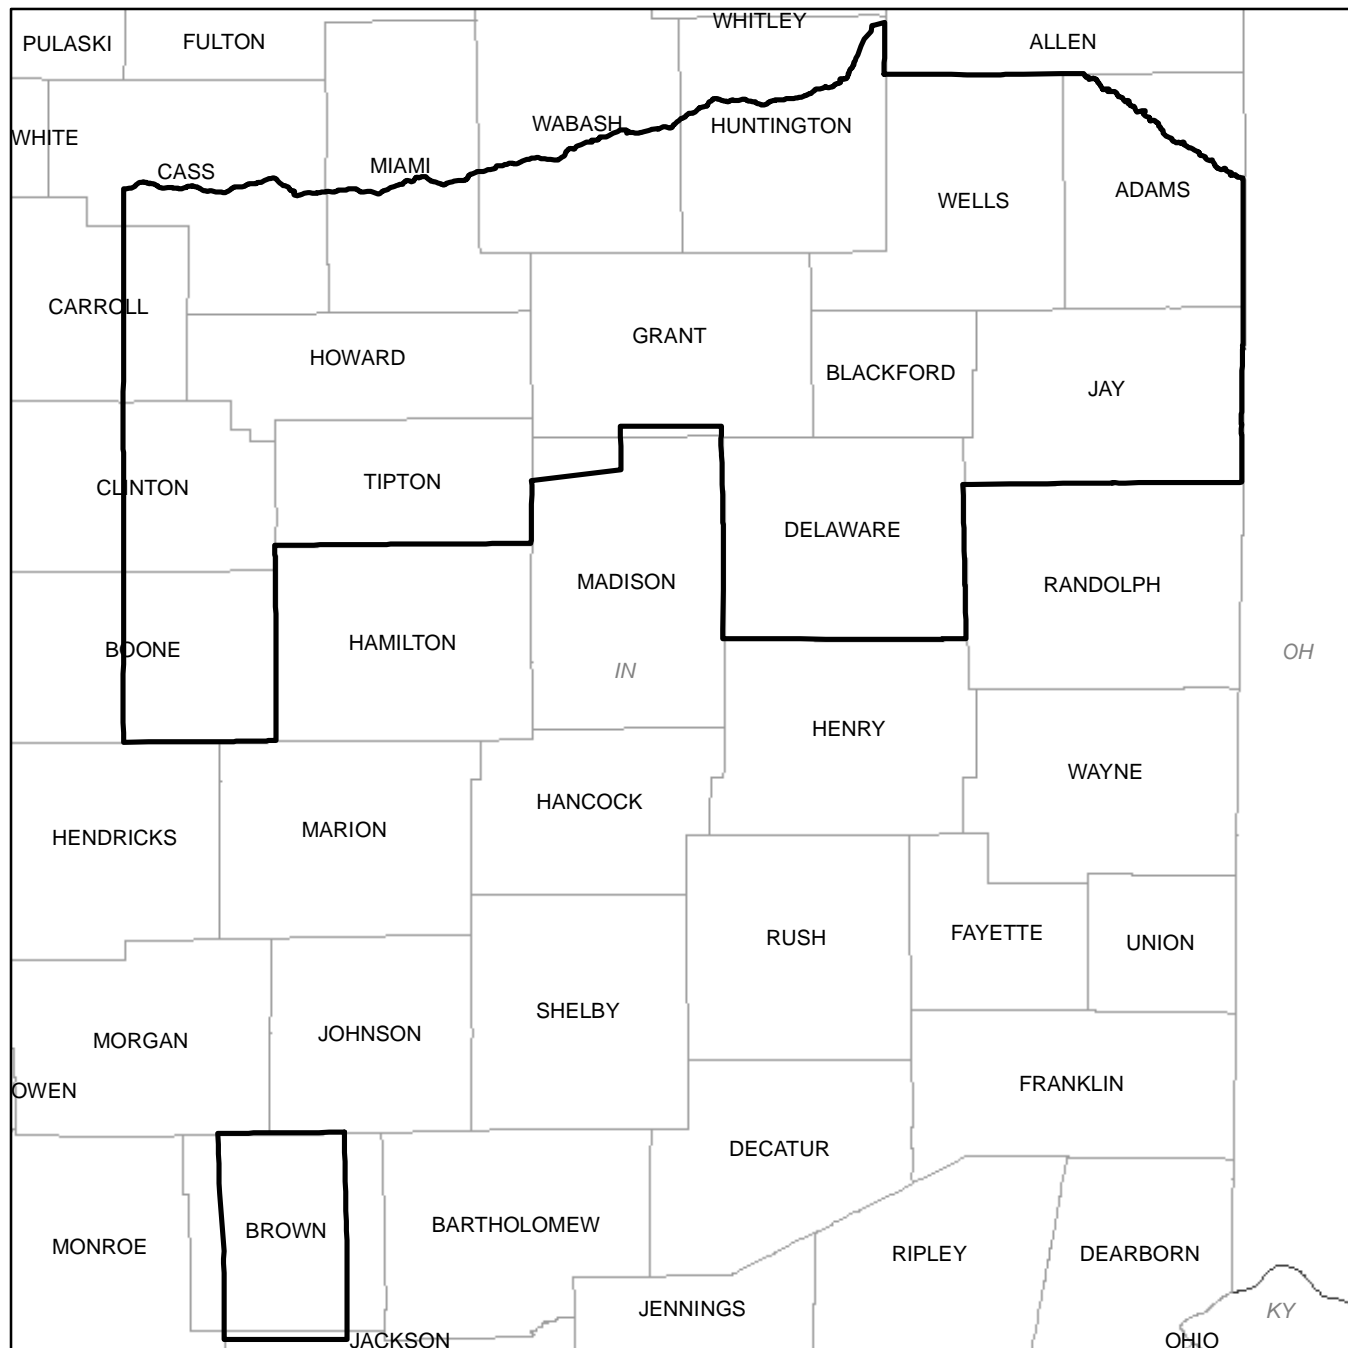 WHITLEY
PULASKI
FULTON
ALLEN
WABASH
HUNTINGTON
WHITE
MIAMI
CASS
ADAMS
WELLS
CARROLL
GRANT
HOWARD
BLACKFORD
JAY
TIPTON
CLINTON
DELAWARE
MADISON
RANDOLPH
HAMILTON
BOONE
OH
IN
HENRY
WAYNE
HANCOCK
MARION
HENDRICKS
FAYETTE
RUSH
UNION
SHELBY
JOHNSON
MORGAN
FRANKLIN
OWEN
DECATUR
BARTHOLOMEW
BROWN
MONROE
RIPLEY
DEARBORN
JENNINGS
KY
JACKSON
OHIO